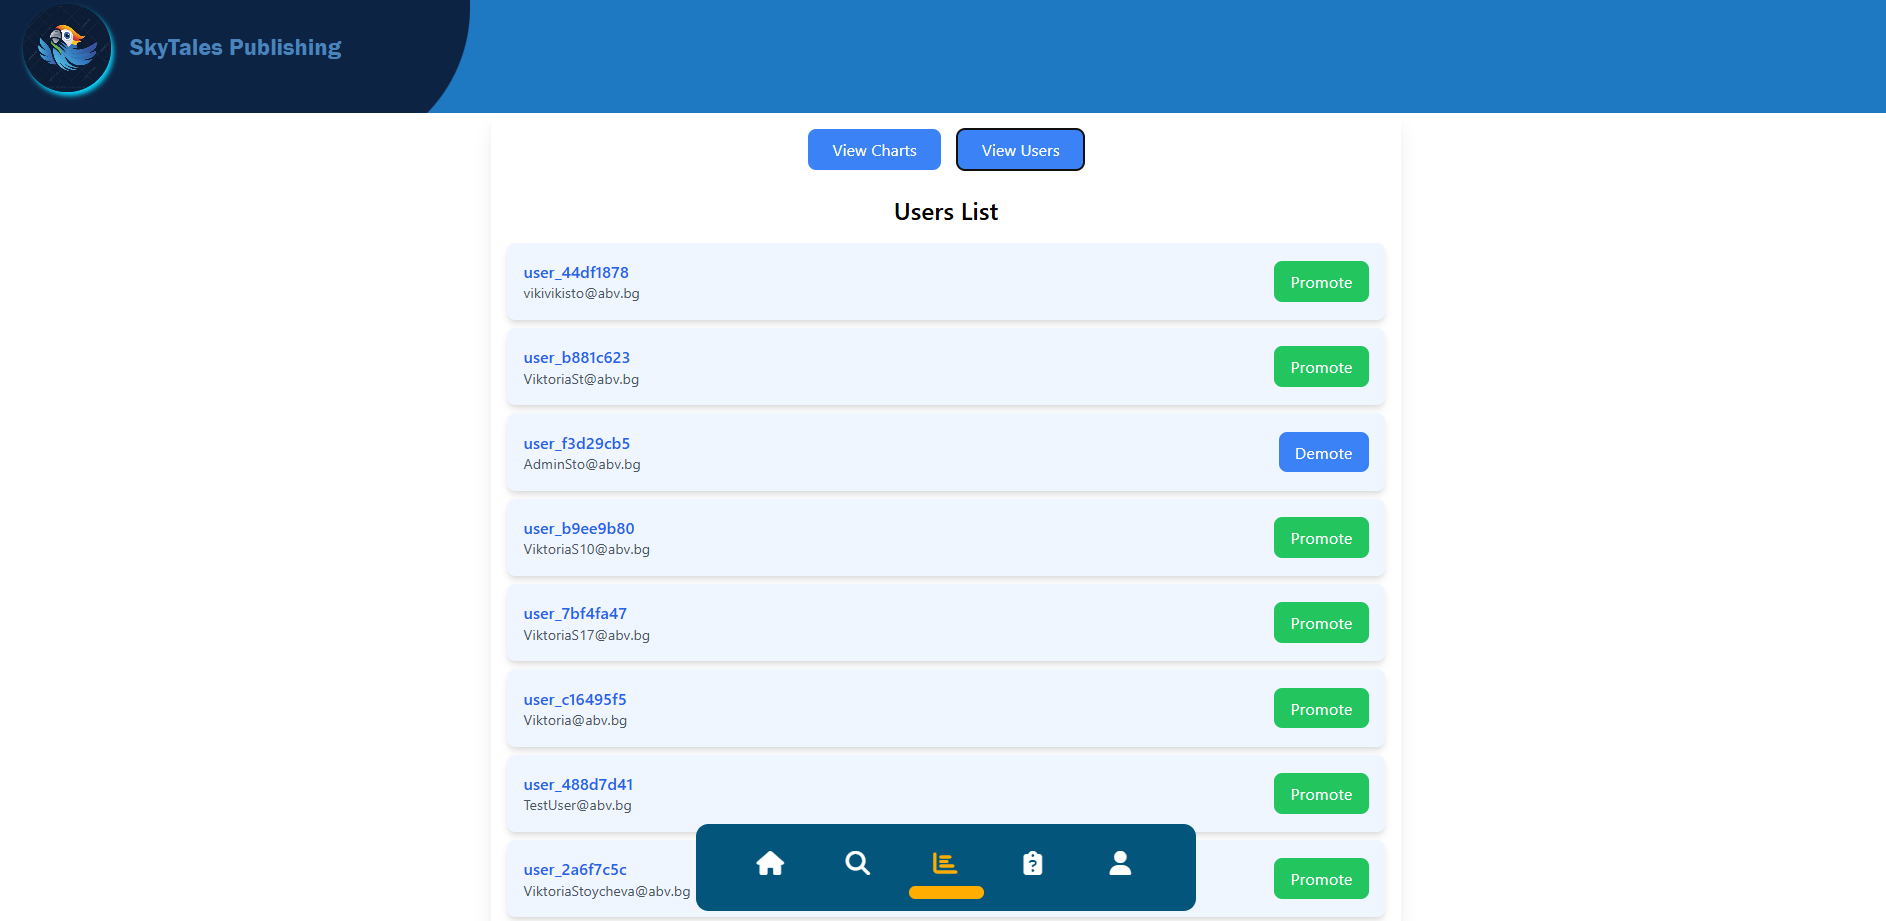 SkyTales Publishing
View Charts
View Users
Users List
user_44df1878
vikivikisto@abv.bg
Promote
user_b881c623
ViktoriaSt@abv.bg
Promote
user_f3d29cb5
AdminSto@abv.bg
Demote
user_b9ee9b80
ViktoriaS10@abv.bg
Promote
user_7bf4fa47
ViktoriaS17@abv.bg
Promote
user_c16495f5
Viktoria@abv.bg
Promote
user_488d7d41
TestUser@abv.bg
Promote
user_2a6f7c5c
ViktoriaStoycheva@abv.bg
Promote